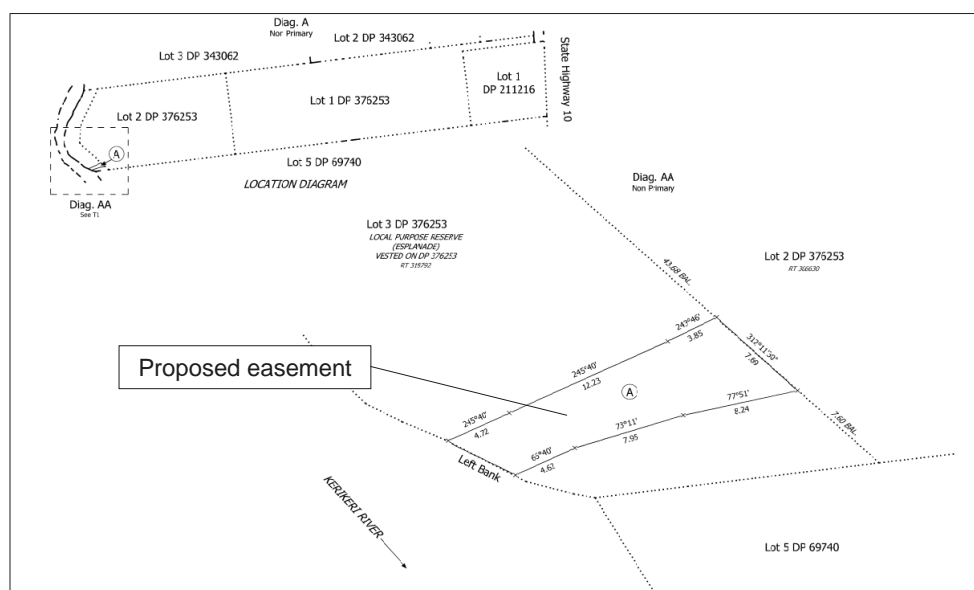 Diag. A
Non Primary
Lot 3 DP 343062
Lot 2 DP 343062
State Highway 10
Lot 1
DP 211216
Lot 1 DP 376253
Lot 2 DP 376253
A
Lot 5 DP 69740
LOCATION DIAGRAM
Diag. AA
See T1
Diag. AA
Non Primary
Lot 3 DP 376253
LOCAL PURPOSE RESERVE
(ESPLANADE)
VESTED ON DP 376253
RT 319792
Lot 2 DP 376253
RT 366630
43.68 BAL.
243°46'
3.85
312°11'50"
7.69
245°40'
12.23
Proposed easement
A
77°51'
8.24
7.60 BAL.
245°40'
4.72
73°11'
7.95
65°40'
4.62
Left Bank
KERIKERI RIVER
Lot 5 DP 69740